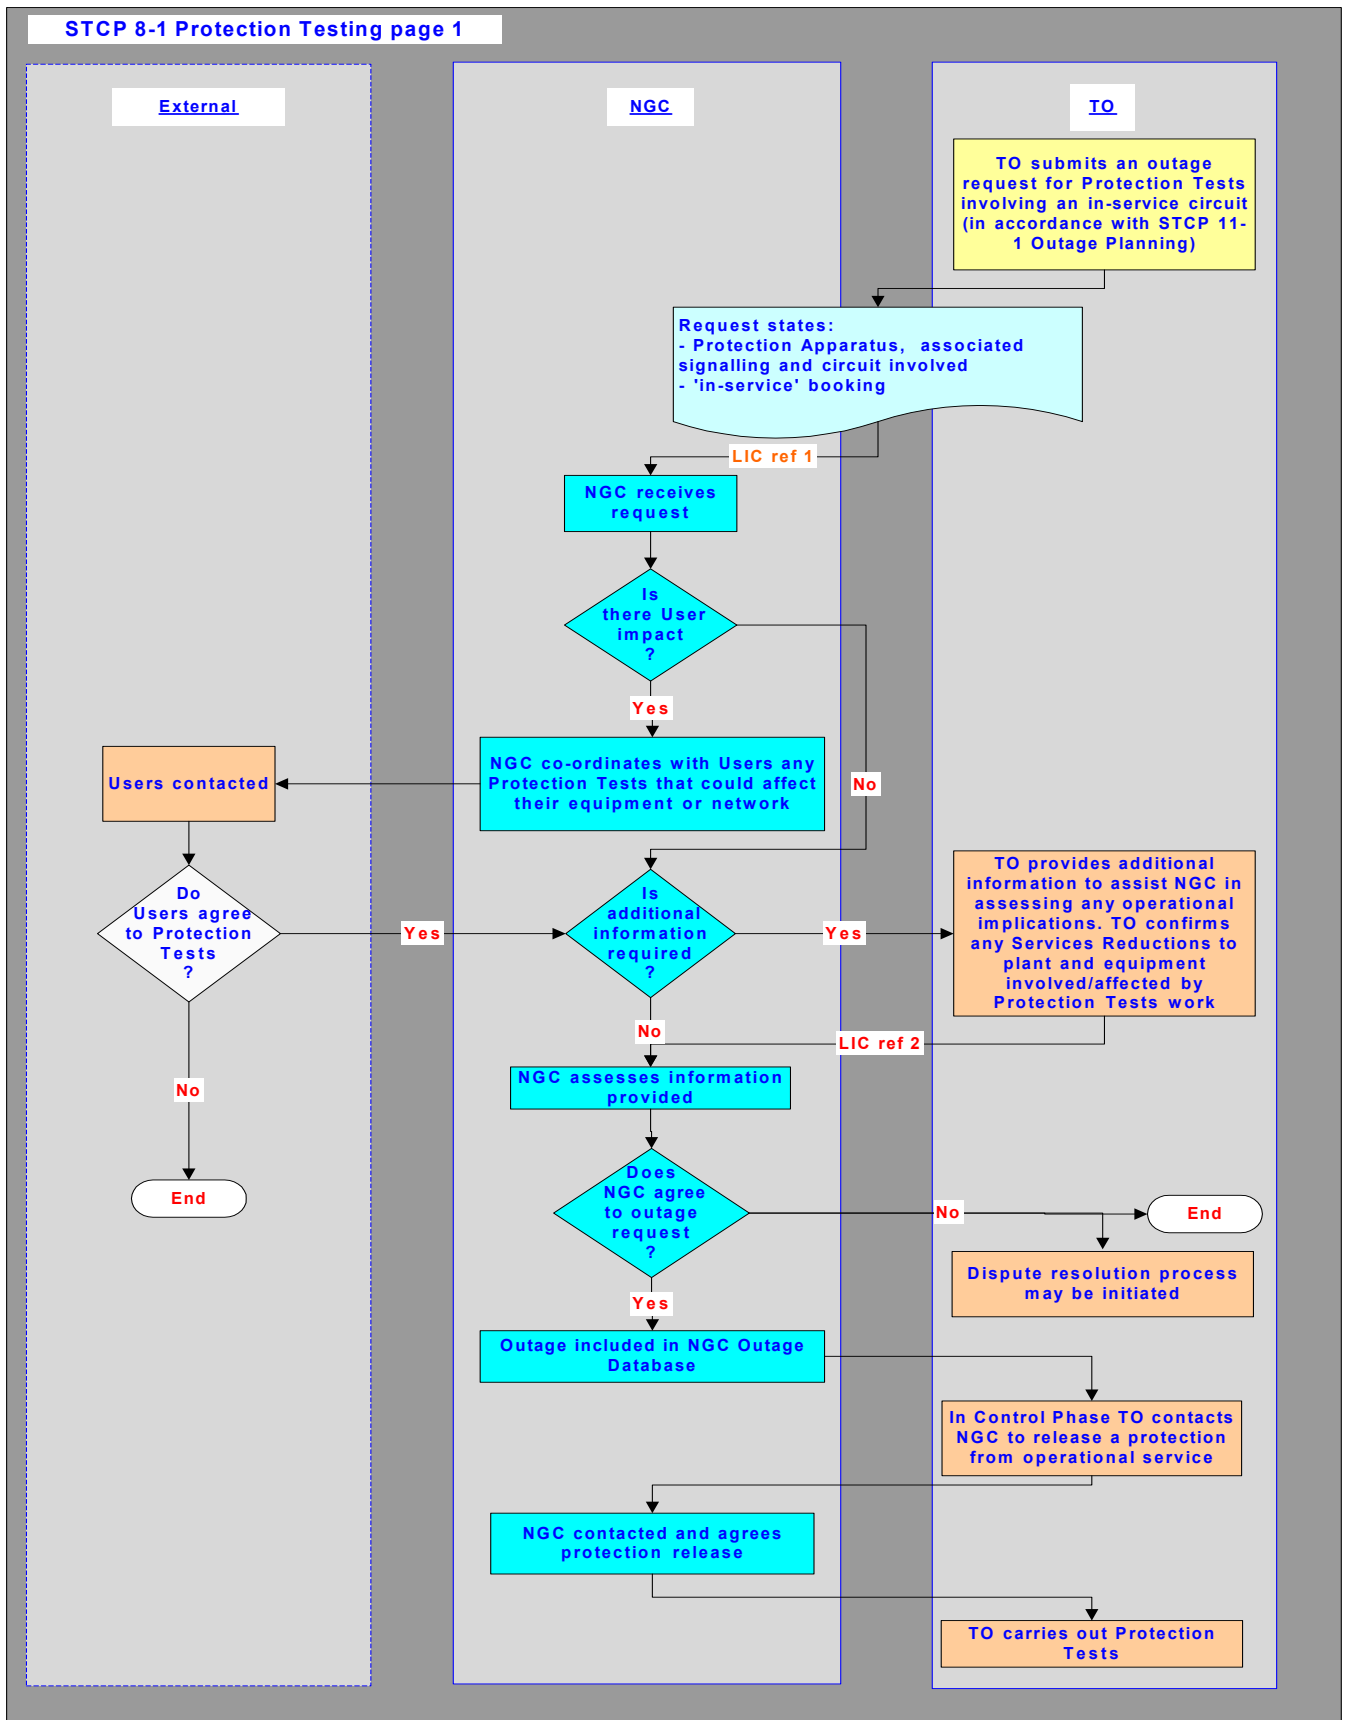 STCP 8-1 Protection Testing page 1
External
NGC
TO
TO submits an outage
request for Protection Tests
involving an in-service circuit
(in accordance with STCP 11-
1 Outage Planning)
Request states:
- Protection Apparatus, associated
signalling and circuit involved
- 'in-service' booking
LIC ref 1
NGC receives
request
Is
there User
impact
?
Yes
No
NGC co-ordinates with Users any
Protection Tests that could affect
their equipment or network
Users contacted
Do
Users agree
to Protection
Tests
?
Yes
No
End
Is
additional
information
required
?
Yes
No
TO provides additional
information to assist NGC in
assessing any operational
implications. TO confirms
any Services Reductions to
plant and equipment
involved/affected by
Protection Tests work
LIC ref 2
NGC assesses information
provided
Does
NGC agree
to outage
request
?
No
End
Dispute resolution process
may be initiated
Yes
Outage included in NGC Outage
Database
In Control Phase TO contacts
NGC to release a protection
from operational service
NGC contacted and agrees
protection release
TO carries out Protection
Tests